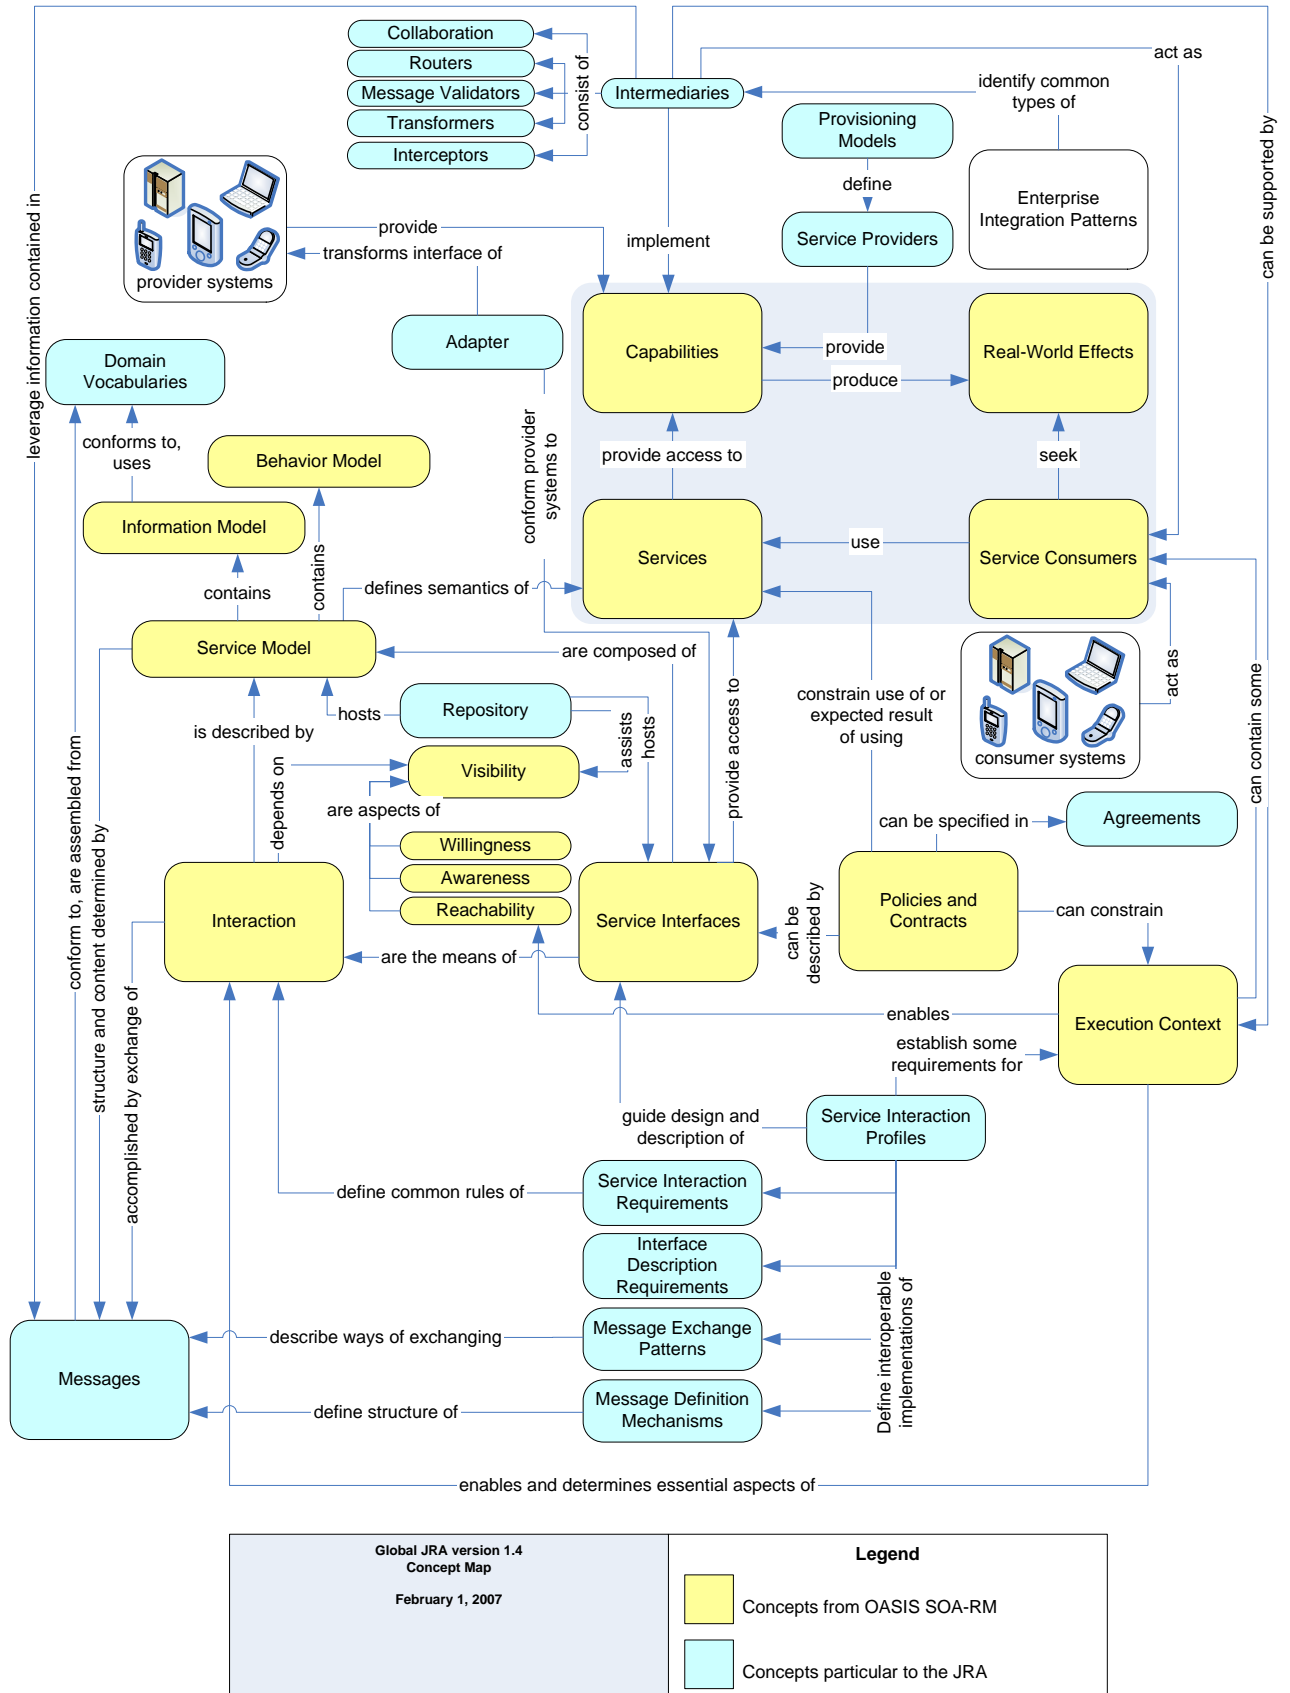 Collaboration
Routers
Message Validators
Transformers
Interceptors
consist of
Intermediaries
act as
identify common
types of
can be supported by
leverage information contained in
Provisioning
Models
define
Service Providers
Enterprise
Integration Patterns
provider systems
provide
transforms interface of
implement
Adapter
Capabilities
provide
produce
Real-World Effects
Domain
Vocabularies
conforms to,
uses
Behavior Model
conform provider
systems to
provide access to
seek
Information Model
contains
contains
defines semantics of
Services
use
Service Consumers
Service Model
are composed of
hosts
Repository
is described by
assists
hosts
provide access to
constrain use of or
expected result
of using
consumer systems
act as
can contain some
Visibility
depends on
are aspects of
conform to, are assembled from
structure and content determined by
Willingness
Awareness
Reachability
can be specified in
Agreements
Interaction
Service Interfaces
can be
described by
Policies and
Contracts
can constrain
are the means of
accomplished by exchange of
enables
Execution Context
establish some
requirements for
guide design and
description of
Service Interaction
Profiles
define common rules of
Service Interaction
Requirements
Interface
Description
Requirements
Define interoperable
implementations of
describe ways of exchanging
Message Exchange
Patterns
Messages
define structure of
Message Definition
Mechanisms
enables and determines essential aspects of
Global JRA version 1.4
Concept Map
February 1, 2007
Legend
Concepts from OASIS SOA-RM
Concepts particular to the JRA